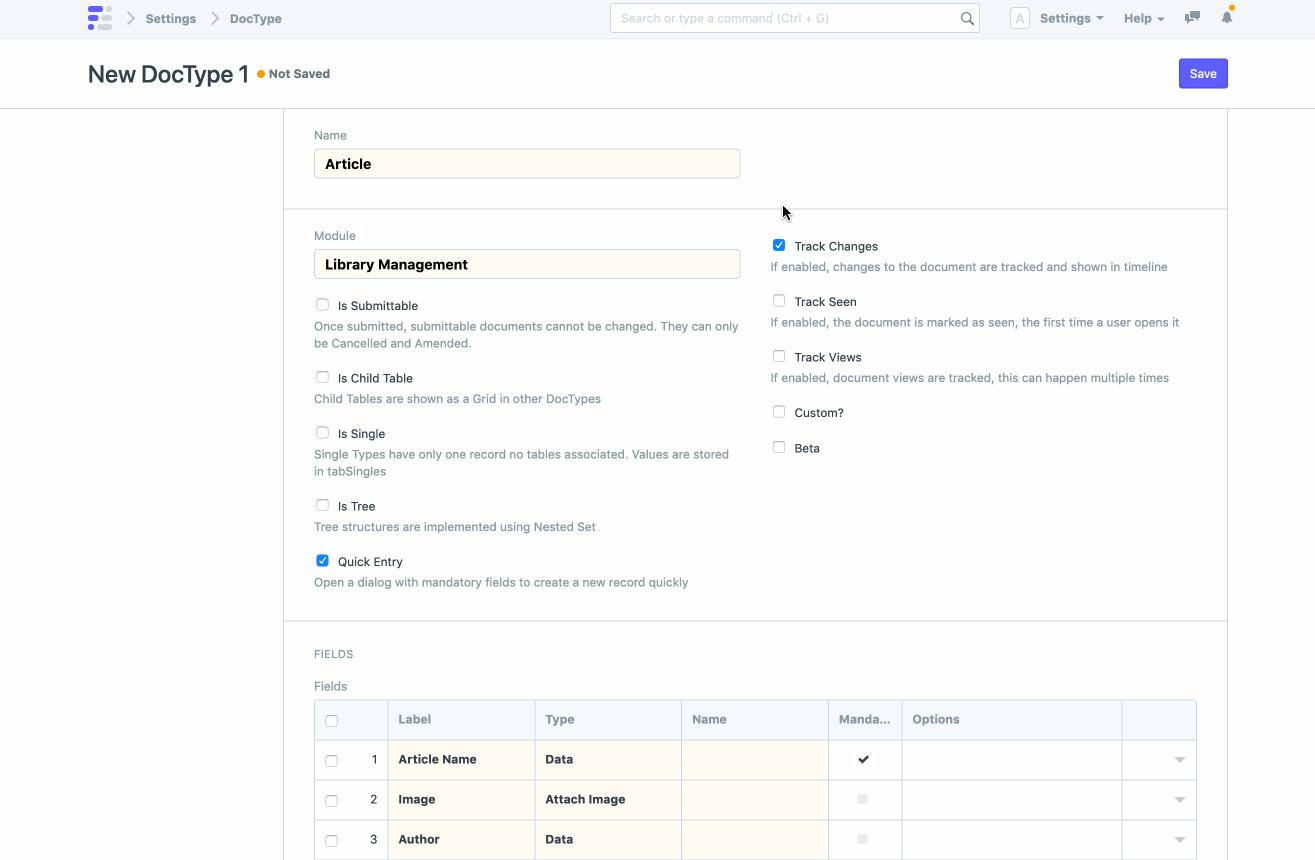 Settings DocType Search or type a command (Ctrl + G) A Settings Help
New DocType 1 Not Saved Save
Name
Article
Module
Library Management
Is Submittable
Once submitted, submittable documents cannot be changed. They can only
be Cancelled and Amended.
Is Child Table
Child Tables are shown as a Grid in other DocTypes
Is Single
Single Types have only one record no tables associated. Values are stored
in tabSingles
Is Tree
Tree structures are implemented using Nested Set
Quick Entry
Open a dialog with mandatory fields to create a new record quickly
Track Changes
If enabled, changes to the document are tracked and shown in timeline
Track Seen
If enabled, the document is marked as seen, the first time a user opens it
Track Views
If enabled, document views are tracked, this can happen multiple times
Custom?
Beta
FIELDS
Fields
Label Type Name Manda... Options
1 Article Name Data
2 Image Attach Image
3 Author Data